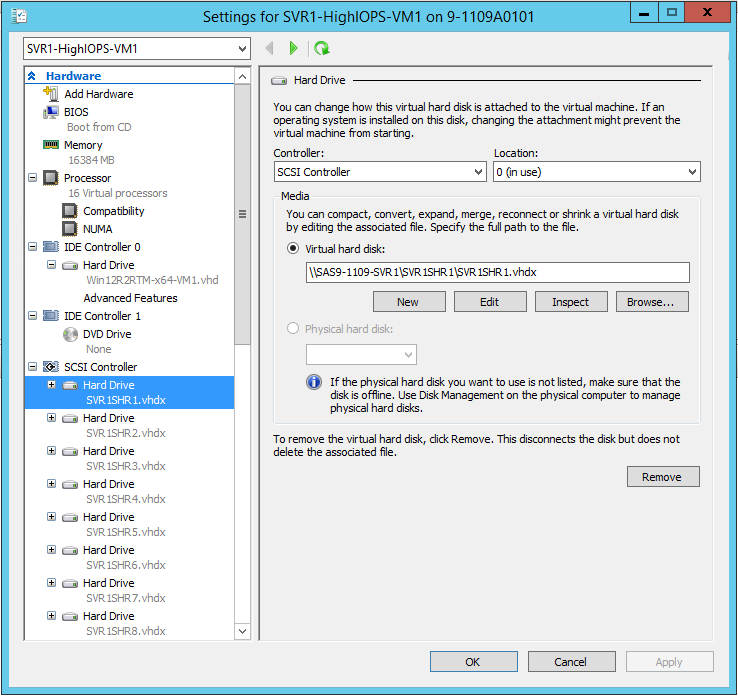 Settings for SVR1-HighIOPS-VM1 on 9-1109A0101
SVR1-HighIOPS-VM1
Hardware
Add Hardware
BIOS
Boot from CD
Memory
16384 MB
Processor
16 Virtual processors
Compatibility
NUMA
IDE Controller 0
Hard Drive
Win12R2RTM-x64-VM1.vhd
Advanced Features
IDE Controller 1
DVD Drive
None
SCSI Controller
Hard Drive
SVR1SHR1.vhdx
Hard Drive
SVR1SHR2.vhdx
Hard Drive
SVR1SHR3.vhdx
Hard Drive
SVR1SHR4.vhdx
Hard Drive
SVR1SHR5.vhdx
Hard Drive
SVR1SHR6.vhdx
Hard Drive
SVR1SHR7.vhdx
Hard Drive
SVR1SHR8.vhdx
Hard Drive
You can change how this virtual hard disk is attached to the virtual machine. If an
operating system is installed on this disk, changing the attachment might prevent the
virtual machine from starting.
Controller: Location:
SCSI Controller 0 (in use)
Media
You can compact, convert, expand, merge, reconnect or shrink a virtual hard disk
by editing the associated file. Specify the full path to the file.
Virtual hard disk:
\\SAS9-1109-SVR1\SVR1SHR1\SVR1SHR1.vhdx
New Edit Inspect Browse...
Physical hard disk:
If the physical hard disk you want to use is not listed, make sure that the
disk is offline. Use Disk Management on the physical computer to manage
physical hard disks.
To remove the virtual hard disk, click Remove. This disconnects the disk but does not
delete the associated file.
Remove
OK Cancel Apply